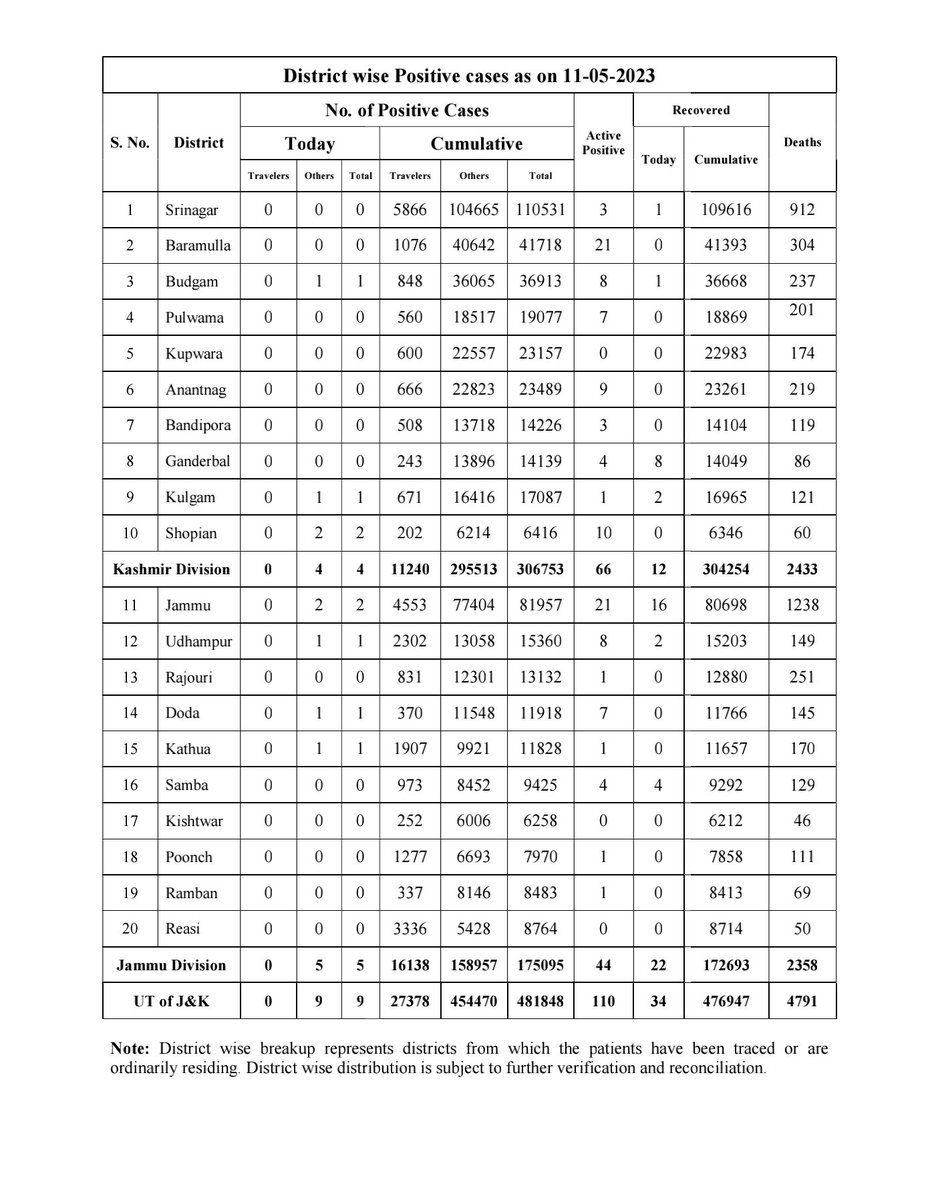 District wise Positive cases as on 11-05-2023
S. No. District No. of Positive Cases Active Positive Recovered Deaths
Today Cumulative Today Cumulative
Travelers Others Total Travelers Others Total
1 Srinagar 0 0 0 5866 104665 110531 3 1 109616 912
2 Baramulla 0 0 0 1076 40642 41718 21 0 41393 304
3 Budgam 0 1 1 848 36065 36913 8 1 36668 237
4 Pulwama 0 0 0 560 18517 19077 7 0 18869 201
5 Kupwara 0 0 0 600 22557 23157 0 0 22983 174
6 Anantnag 0 0 0 666 22823 23489 9 0 23261 219
7 Bandipora 0 0 0 508 13718 14226 3 0 14104 119
8 Ganderbal 0 0 0 243 13896 14139 4 8 14049 86
9 Kulgam 0 1 1 671 16416 17087 1 2 16965 121
10 Shopian 0 2 2 202 6214 6416 10 0 6346 60
Kashmir Division 0 4 4 11240 295513 306753 66 12 304254 2433
11 Jammu 0 2 2 4553 77404 81957 21 16 80698 1238
12 Udhampur 0 1 1 2302 13058 15360 8 2 15203 149
13 Rajouri 0 0 0 831 12301 13132 1 0 12880 251
14 Doda 0 1 1 370 11548 11918 7 0 11766 145
15 Kathua 0 1 1 1907 9921 11828 1 0 11657 170
16 Samba 0 0 0 973 8452 9425 4 4 9292 129
17 Kishtwar 0 0 0 252 6006 6258 0 0 6212 46
18 Poonch 0 0 0 1277 6693 7970 1 0 7858 111
19 Ramban 0 0 0 337 8146 8483 1 0 8413 69
20 Reasi 0 0 0 3336 5428 8764 0 0 8714 50
Jammu Division 0 5 5 16138 158957 175095 44 22 172693 2358
UT of J&K 0 9 9 27378 454470 481848 110 34 476947 4791
Note: District wise breakup represents districts from which the patients have been traced or are
ordinarily residing. District wise distribution is subject to further verification and reconciliation.